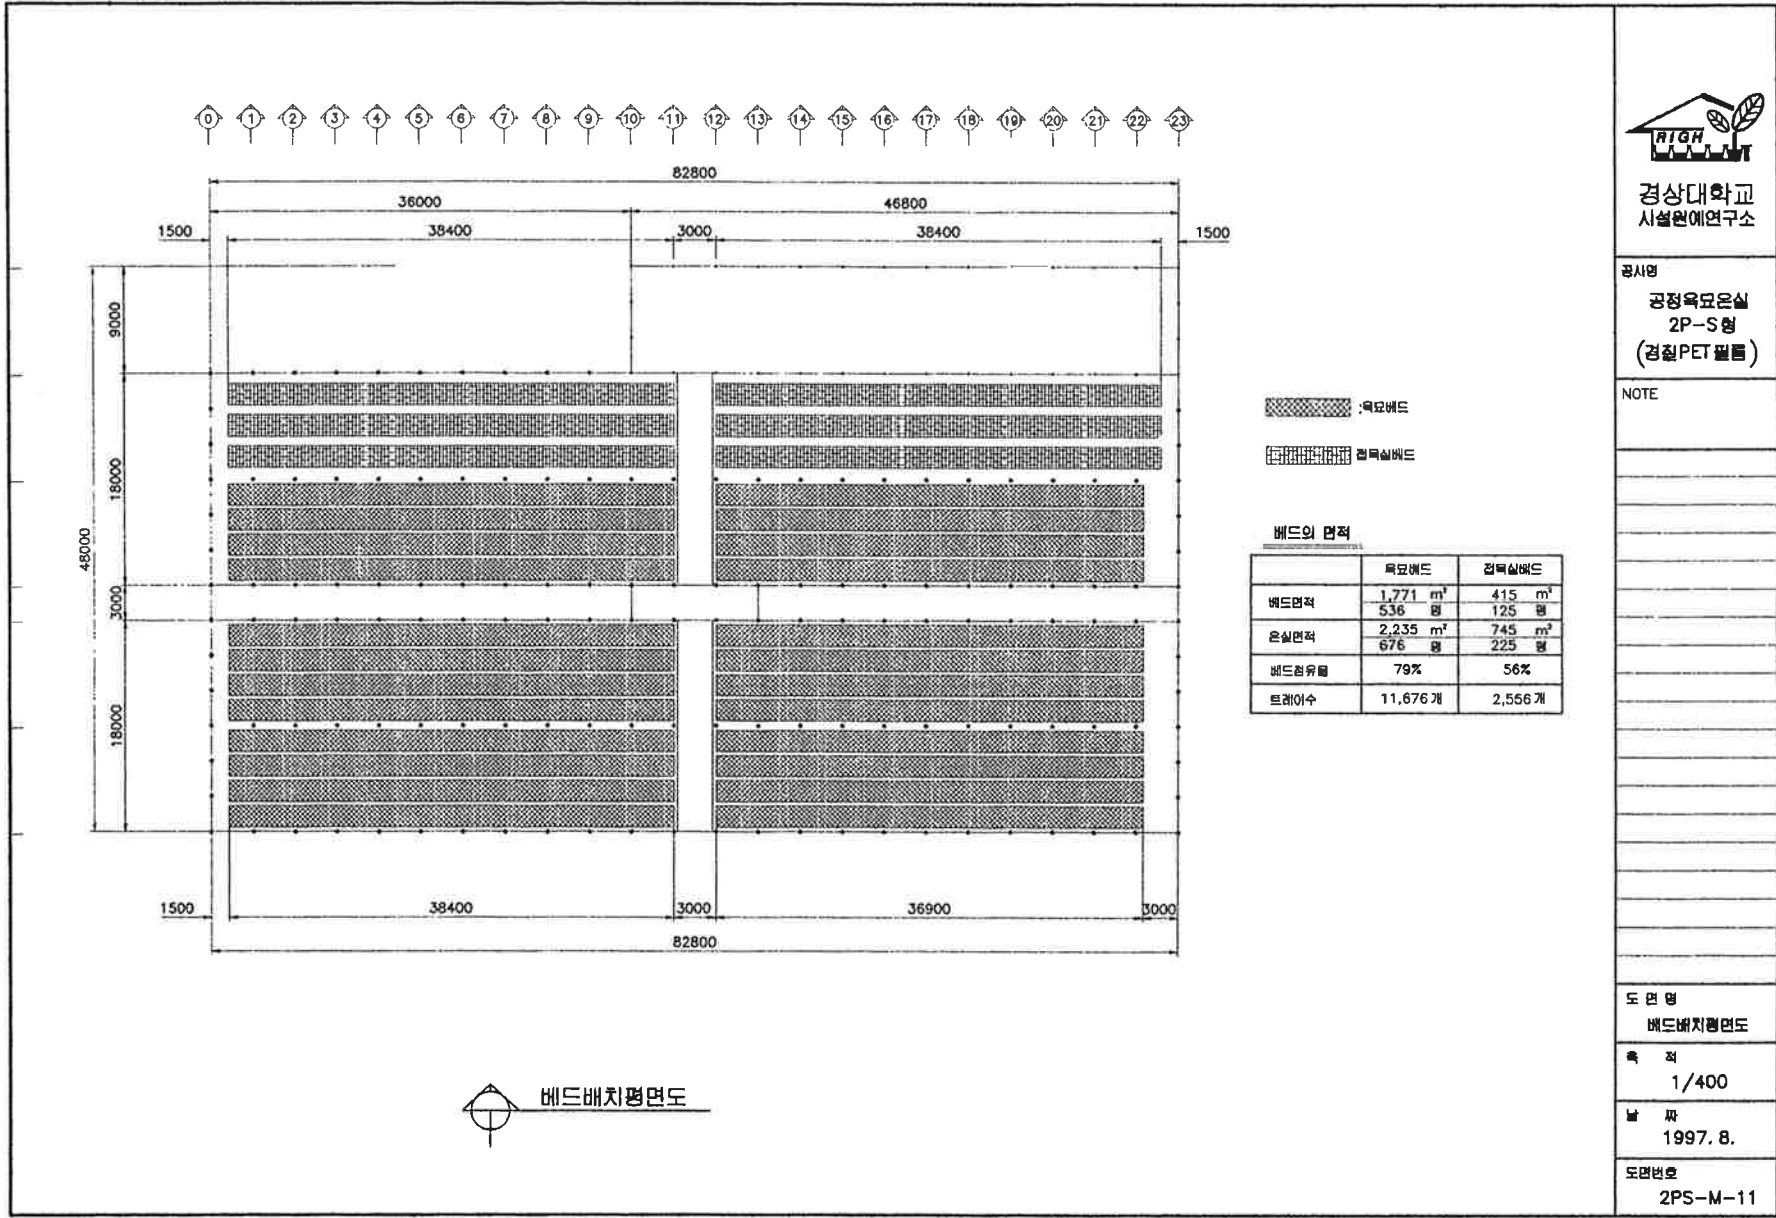 0 1 2 3 4 5 6 7 8 9 10 11 12 13 14 15 16 17 18 19 20 21 22 23
82800
36000 46800
1500 38400 3000 38400 1500
9000
18000
48000
3000
18000
1500 38400 3000 36900 3000
82800
베드배치평면도
:육묘베드
접목실베드
베드의 면적
육묘베드 접목실베드
베드면적 1,771 m² 415 m²
536 평 125 평
온실면적 2,235 m² 745 m²
676 평 225 평
베드점유율 79% 56%
트레이수 11,676개 2,556개
RIGH
경상대학교
시설원예연구소
공사명
공정육묘온실
2P-S형
(경질PET필름)
NOTE
도면명
베드배치평면도
축 적
1/400
날 짜
1997. 8.
도면번호
2PS-M-11